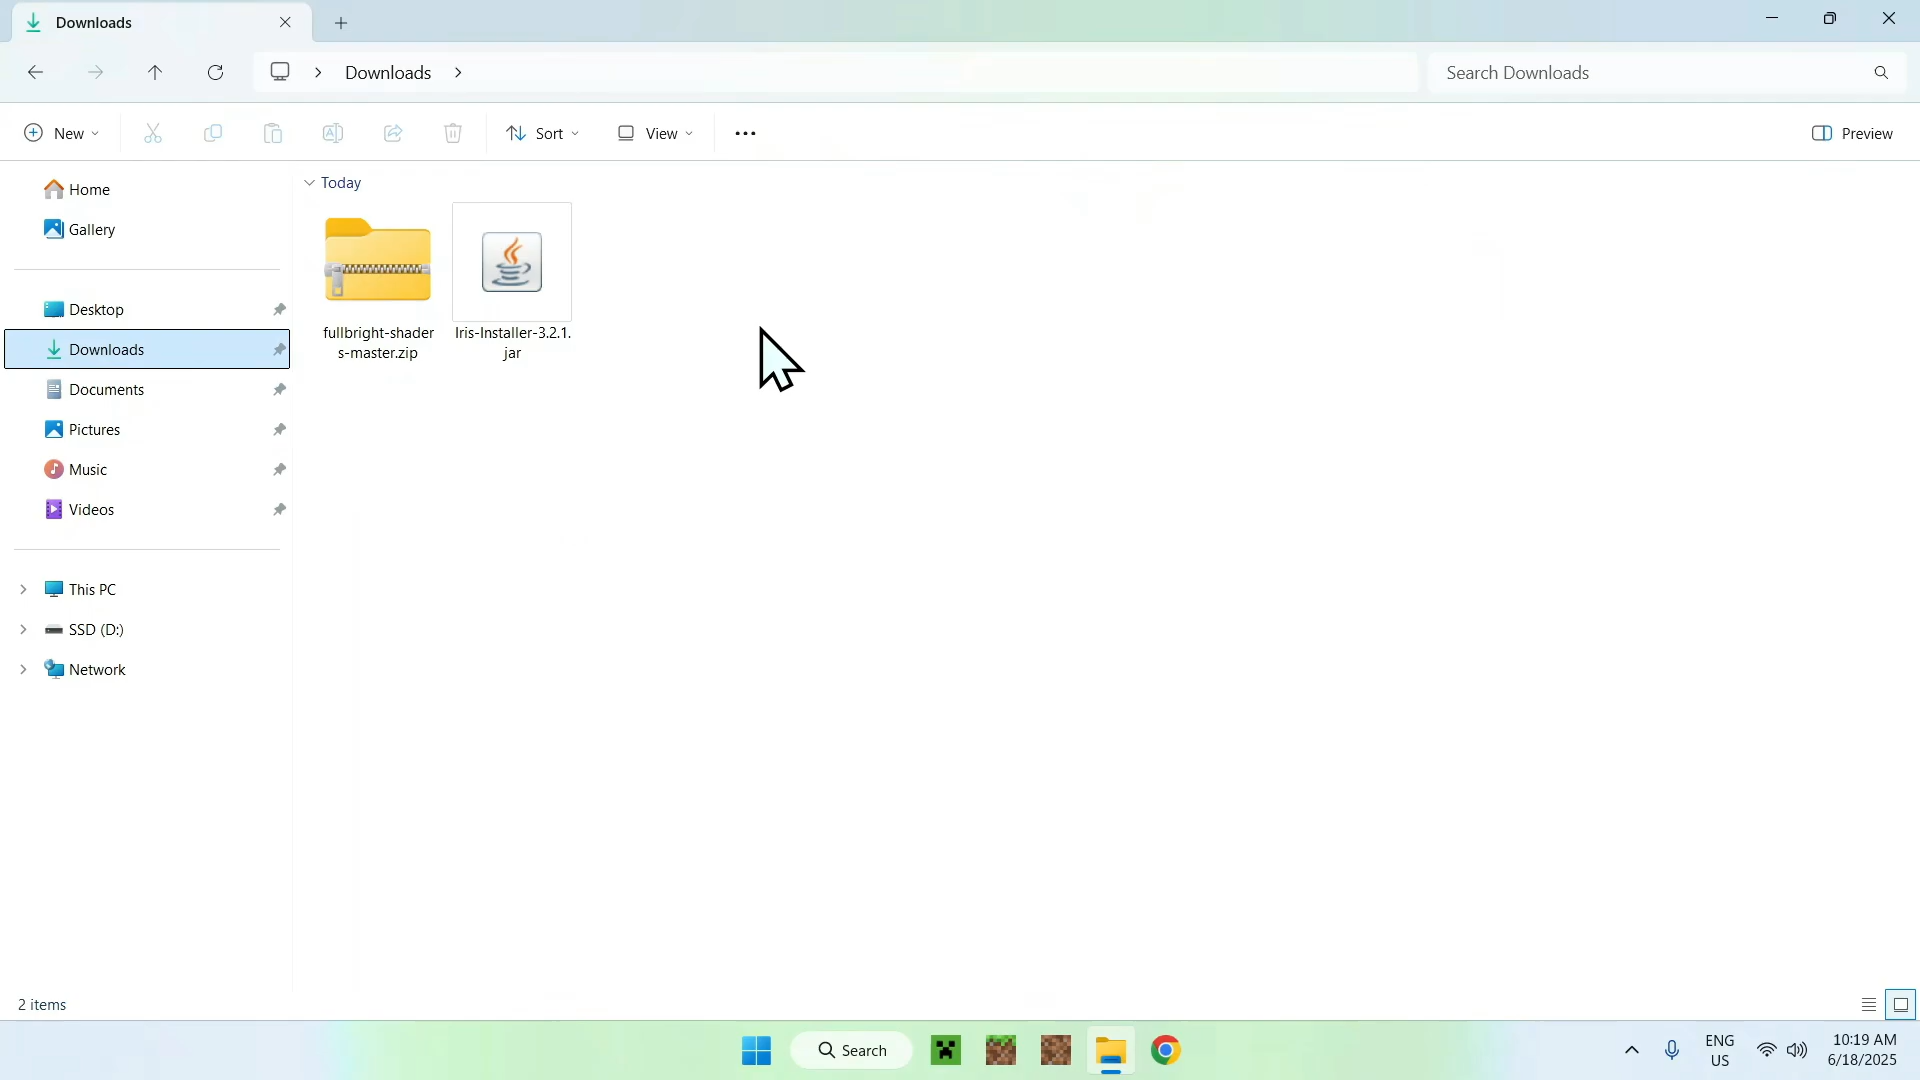 Downloads
Downloads
Search Downloads
New
Sort
View
Preview
Home
Gallery
Desktop
Downloads
Documents
Pictures
Music
Videos
This PC
SSD (D:)
Network
Today
fullbright-shader
s-master.zip
Iris-Installer-3.2.1.
jar
2 items
Search
ENG
US
10:19 AM
6/18/2025